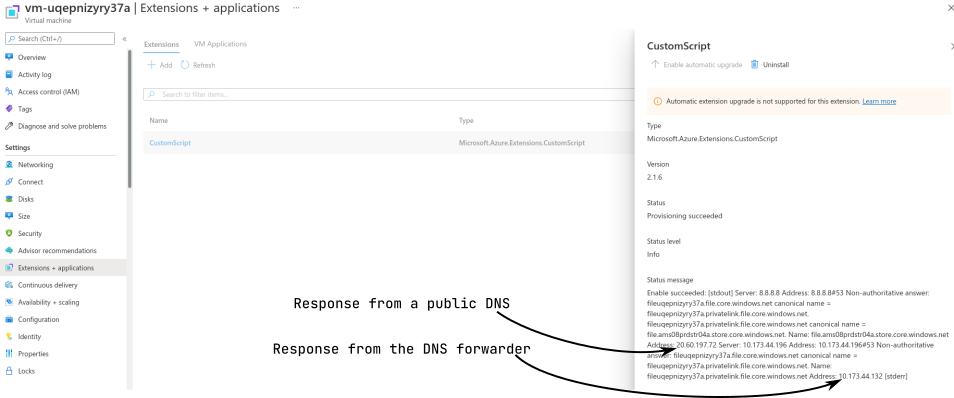 vm-uqepnizyry37a | Extensions + applications ...
Virtual machine
Search (Ctrl+/)
Overview
Activity log
Access control (IAM)
Tags
Diagnose and solve problems
Settings
Networking
Connect
Disks
Size
Security
Advisor recommendations
Extensions + applications
Continuous delivery
Availability + scaling
Configuration
Identity
Properties
Locks
Extensions VM Applications
Add Refresh
Search to filter items...
Name Type
CustomScript Microsoft.Azure.Extensions.CustomScript
Response from a public DNS
Response from the DNS forwarder
CustomScript
Enable automatic upgrade Uninstall
Automatic extension upgrade is not supported for this extension. Learn more
Type
Microsoft.Azure.Extensions.CustomScript
Version
2.1.6
Status
Provisioning succeeded
Status level
Info
Status message
Enable succeeded: [stdout] Server: 8.8.8.8 Address: 8.8.8.8#53 Non-authoritative answer:
fileuqepnizyry37a.file.core.windows.net canonical name =
fileuqepnizyry37a.privatelink.file.core.windows.net.
fileuqepnizyry37a.privatelink.file.core.windows.net canonical name =
file.ams08prdstr04a.store.core.windows.net. Name: file.ams08prdstr04a.store.core.windows.net
Address: 20.60.197.72 Server: 10.173.44.196 Address: 10.173.44.196#53 Non-authoritative
answer: fileuqepnizyry37a.file.core.windows.net canonical name =
fileuqepnizyry37a.privatelink.file.core.windows.net. Name:
fileuqepnizyry37a.privatelink.file.core.windows.net Address: 10.173.44.132 [stderr]